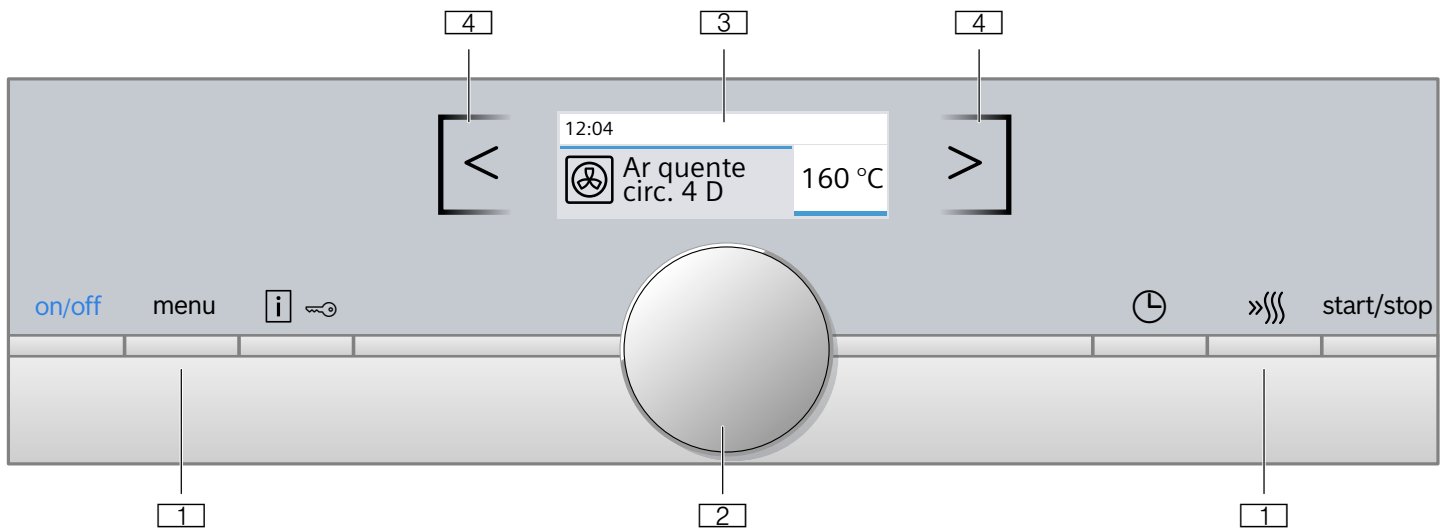 4 3 4
< >
12:04
Ar quente
circ. 4 D
160 °C
on/off menu i » start/stop
1 2 1